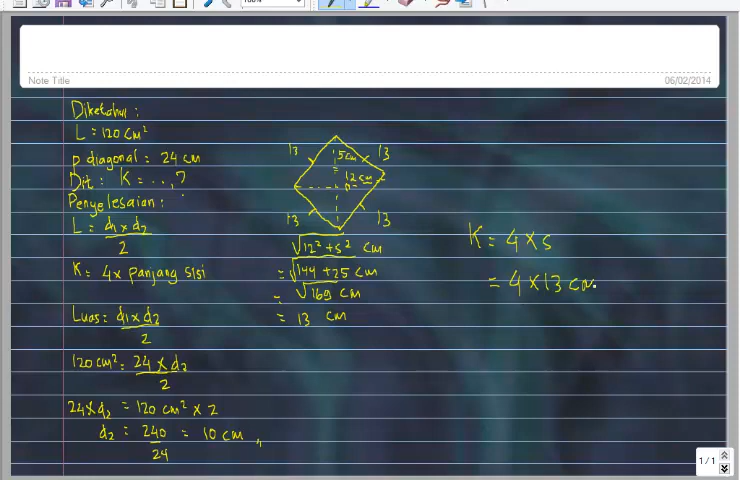 Note Title
06/02/2014
Diketahui :
L = 120 cm²
p diagonal = 24 cm
Dit : K = ...?
Penyelesaian :
L = d1 x d2
2
K = 4 x panjang sisi
Luas = d1 x d2
2
120 cm² = 24 x d2
2
24 x d2 = 120 cm² x 2
d2 = 240 = 10 cm
24
13
13
5cm
12 cm
13
13
√12² + 5² cm
= √144 + 25 cm
= √169 cm
= 13 cm
K = 4 x s
= 4 x 13 cm
1 / 1